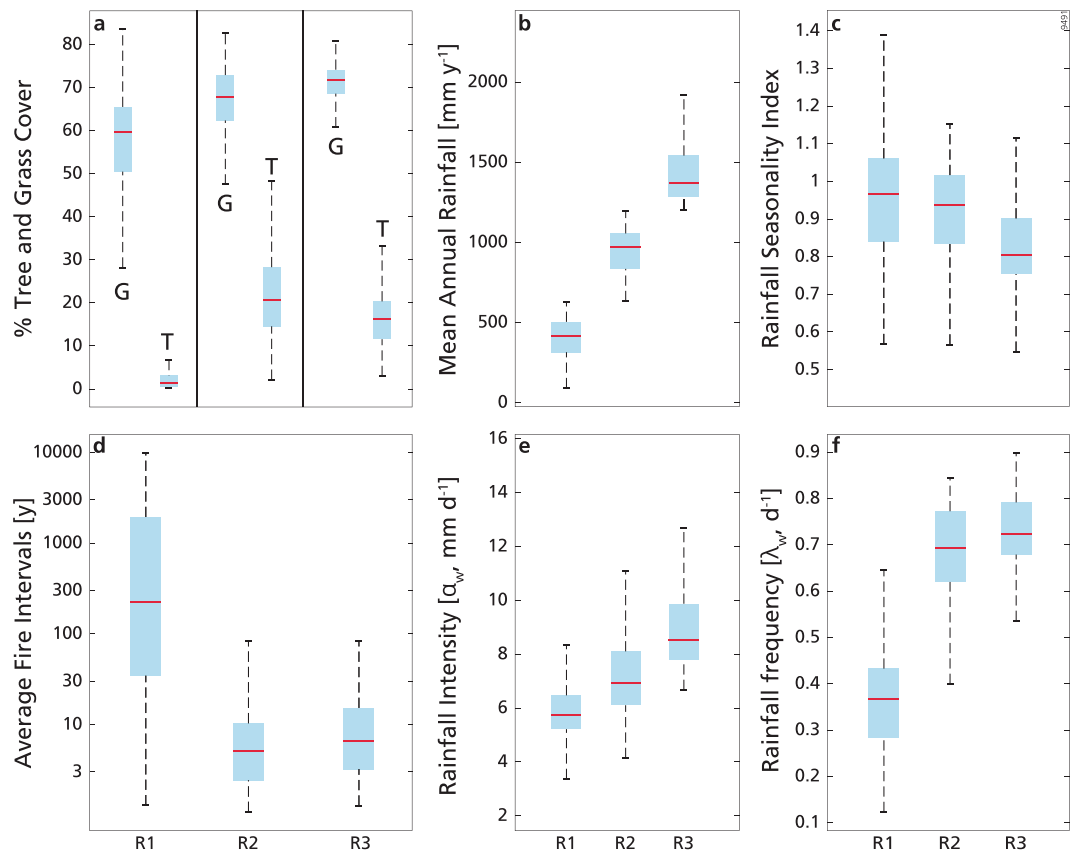 a
% Tree and Grass Cover
80
70
60
50
40
30
20
10
0
G
T
G
T
G
T
b
Mean Annual Rainfall [mm y-1]
2000
1500
1000
500
0
c
9491
Rainfall Seasonality Index
1.4
1.3
1.2
1.1
1
0.9
0.8
0.7
0.6
0.5
d
Average Fire Intervals [y]
10000
3000
1000
300
100
30
10
3
R1
R2
R3
e
Rainfall Intensity [αw, mm d-1]
16
14
12
10
8
6
4
2
R1
R2
R3
f
Rainfall frequency [λw, d-1]
0.9
0.8
0.7
0.6
0.5
0.4
0.3
0.2
0.1
R1
R2
R3